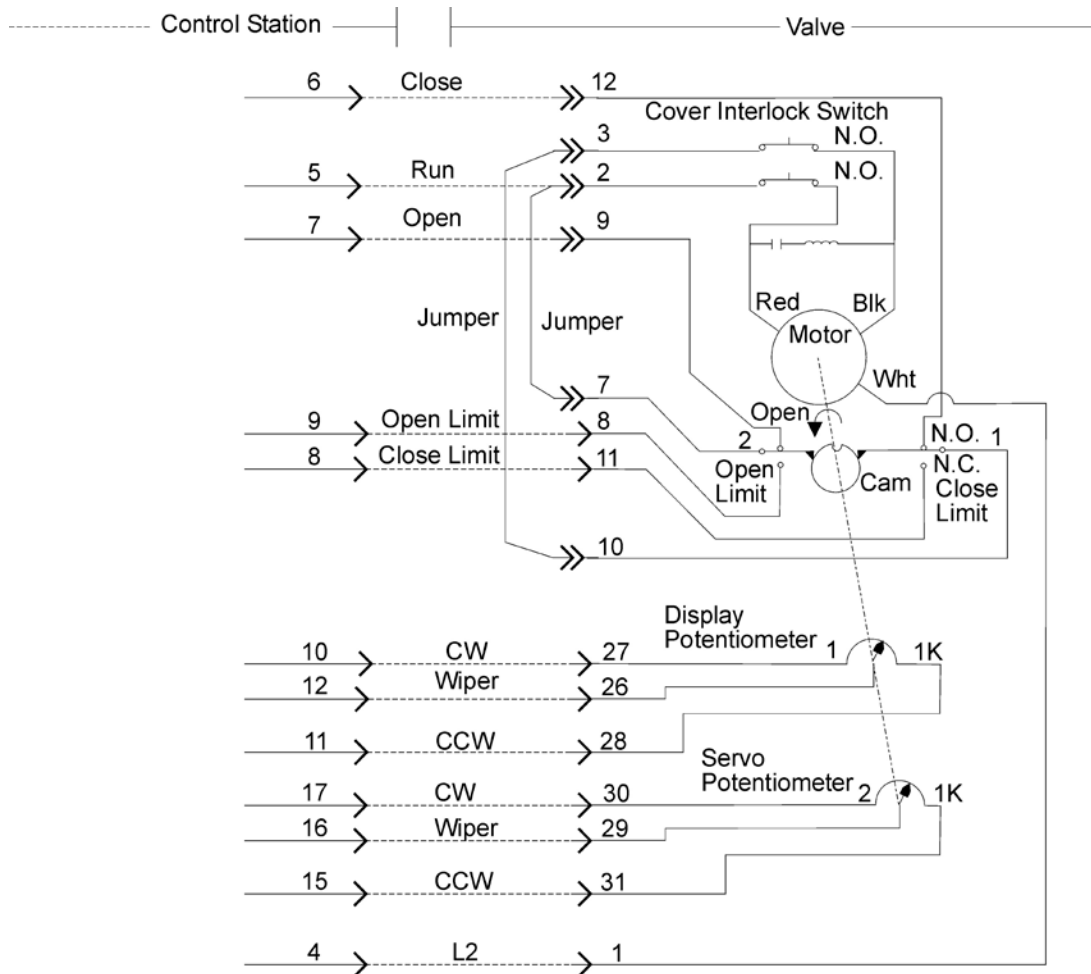 Control Station
Valve
6 Close 12
Cover Interlock Switch
3 N.O.
5 Run 2 N.O.
7 Open 9
Red Blk
Jumper Jumper Motor
Wht
7
Open
9 Open Limit 8
2 N.O. 1
8 Close Limit 11
Open
Limit
N.C.
Close
Limit
Cam
10
Display
Potentiometer
10 CW 27 1 1K
12 Wiper 26
11 CCW 28
Servo
Potentiometer
17 CW 30 2 1K
16 Wiper 29
15 CCW 31
4 L2 1